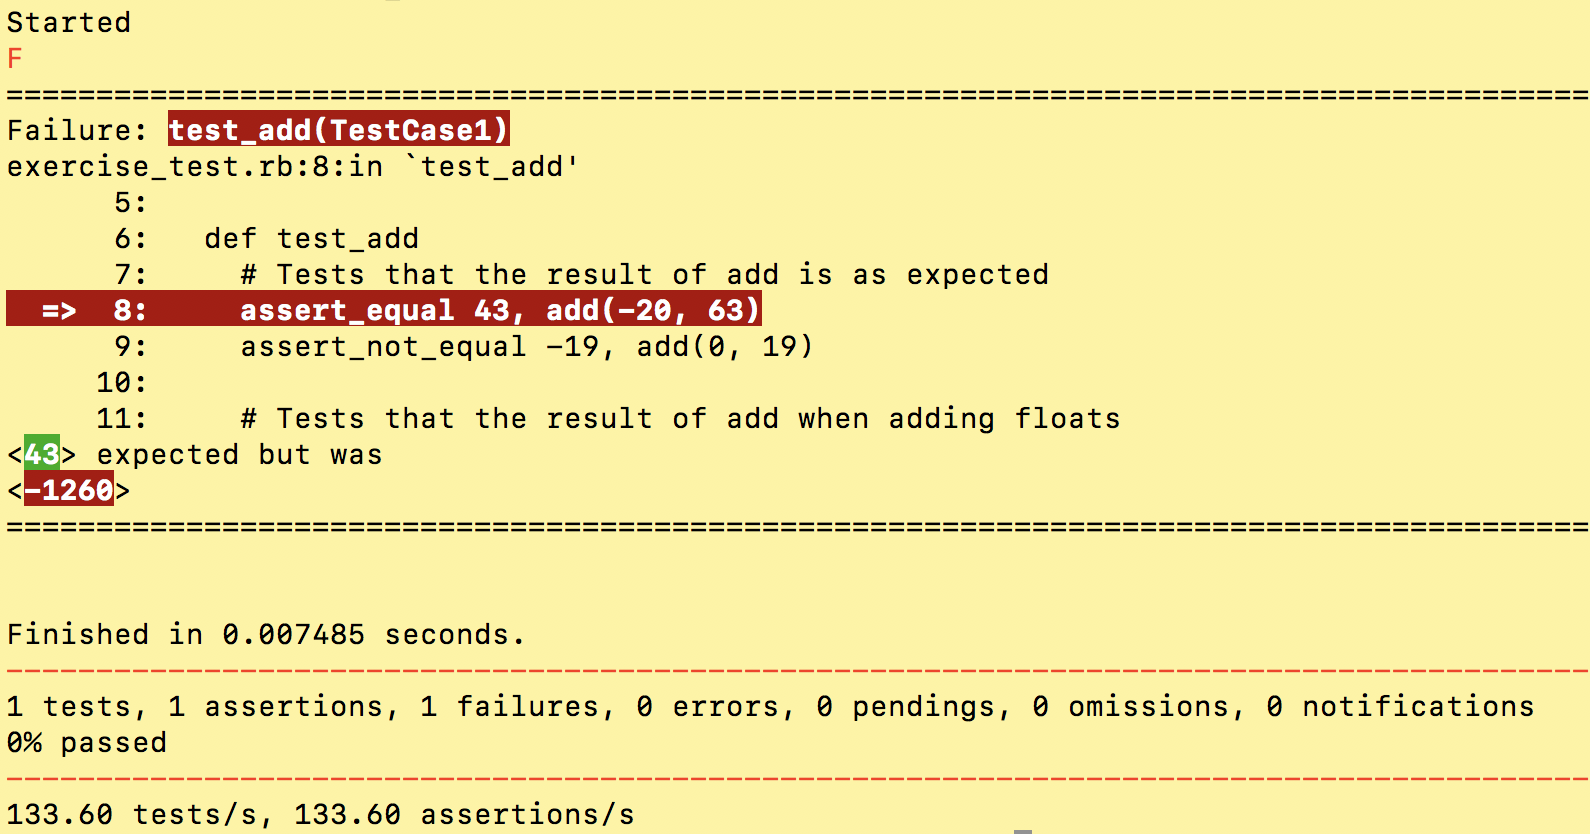 Started
F
========================================================================================
Failure: test_add(TestCase1)
exercise_test.rb:8:in `test_add'
      5:
      6:   def test_add
      7:     # Tests that the result of add is as expected
  =>  8:     assert_equal 43, add(-20, 63)
      9:     assert_not_equal -19, add(0, 19)
     10:
     11:     # Tests that the result of add when adding floats
<43> expected but was
<-1260>
========================================================================================
Finished in 0.007485 seconds.
----------------------------------------------------------------------------------------
1 tests, 1 assertions, 1 failures, 0 errors, 0 pendings, 0 omissions, 0 notifications
0% passed
----------------------------------------------------------------------------------------
133.60 tests/s, 133.60 assertions/s